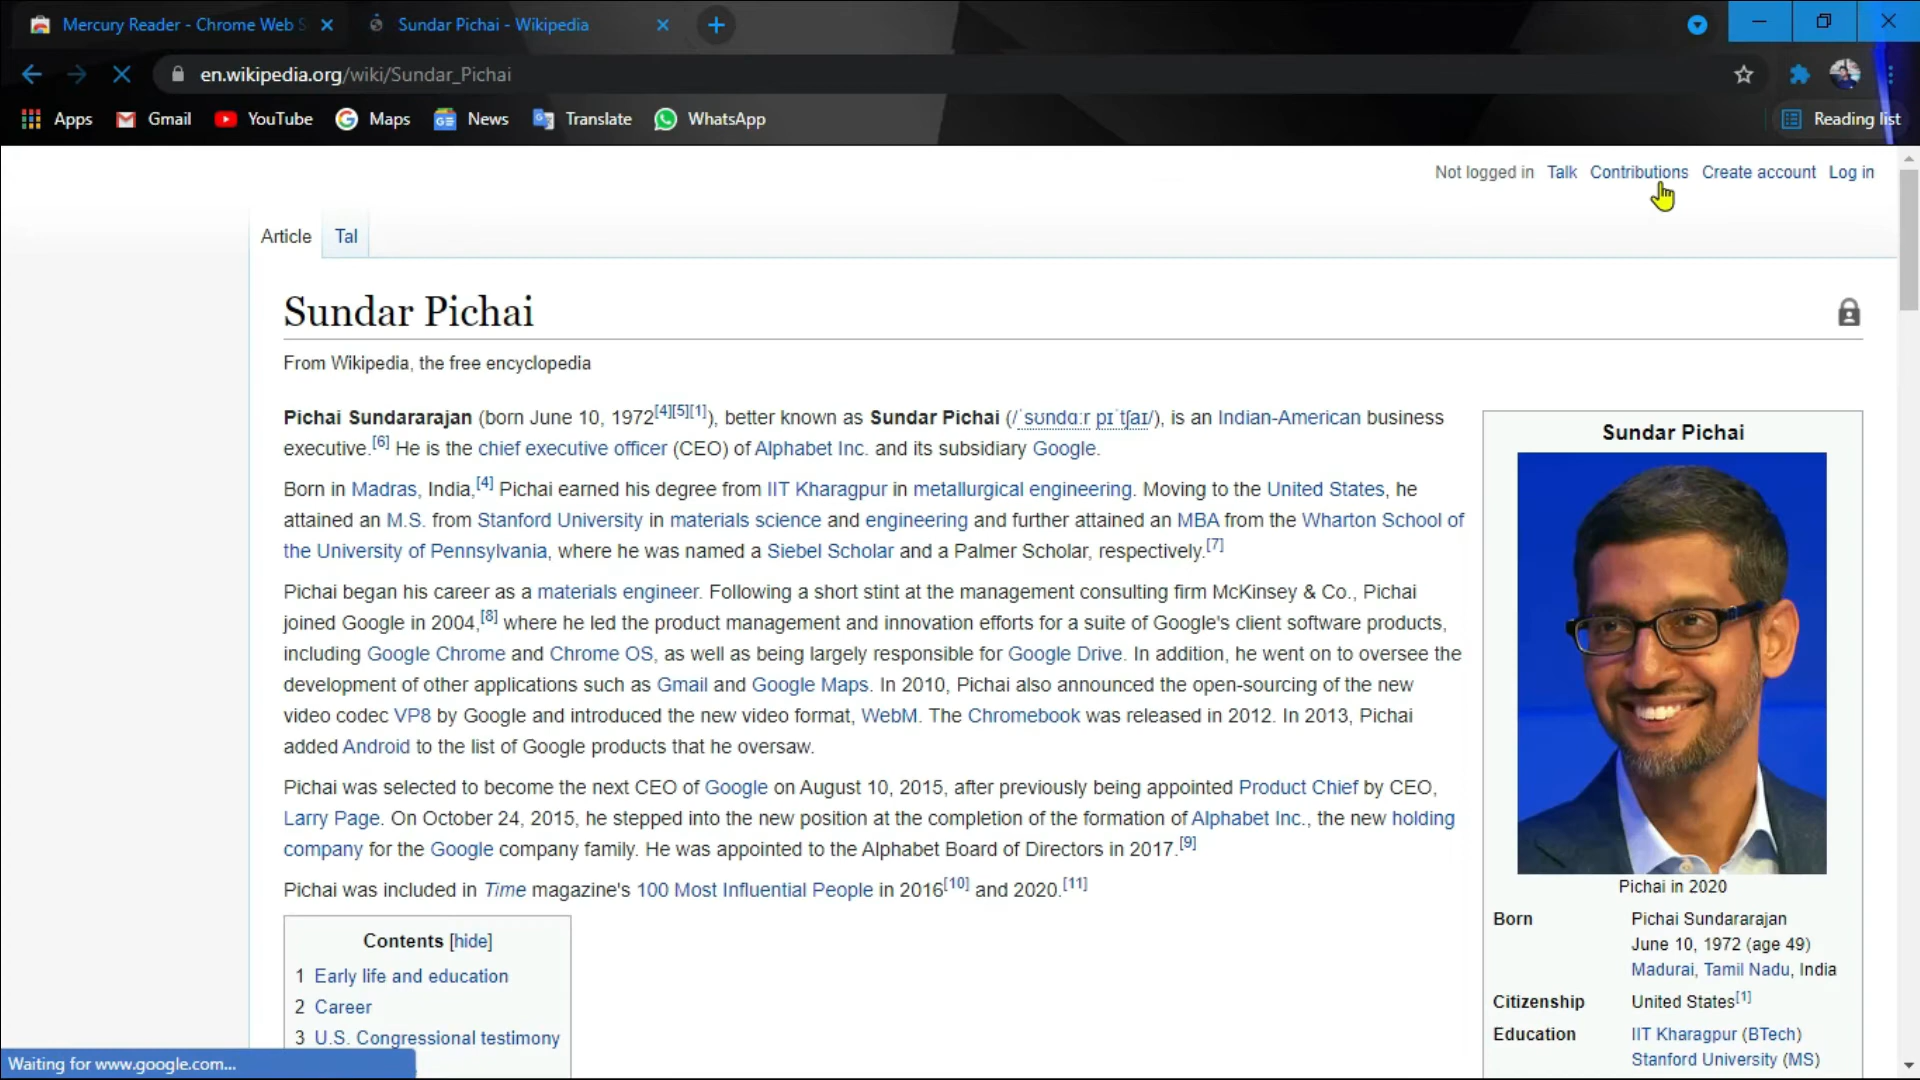 Mercury Reader - Chrome Web S
Sundar Pichai - Wikipedia
en.wikipedia.org/wiki/Sundar_Pichai
Apps Gmail YouTube Maps News Translate WhatsApp Reading list
Not logged in Talk Contributions Create account Log in
Article Tal
Sundar Pichai
From Wikipedia, the free encyclopedia
Pichai Sundararajan (born June 10, 1972[4][5][1]), better known as Sundar Pichai (/ˈsʊndɑːr pɪˈtʃaɪ/), is an Indian-American business
executive.[6] He is the chief executive officer (CEO) of Alphabet Inc. and its subsidiary Google.
Born in Madras, India,[4] Pichai earned his degree from IIT Kharagpur in metallurgical engineering. Moving to the United States, he
attained an M.S. from Stanford University in materials science and engineering and further attained an MBA from the Wharton School of
the University of Pennsylvania, where he was named a Siebel Scholar and a Palmer Scholar, respectively.[7]
Pichai began his career as a materials engineer. Following a short stint at the management consulting firm McKinsey & Co., Pichai
joined Google in 2004,[8] where he led the product management and innovation efforts for a suite of Google's client software products,
including Google Chrome and Chrome OS, as well as being largely responsible for Google Drive. In addition, he went on to oversee the
development of other applications such as Gmail and Google Maps. In 2010, Pichai also announced the open-sourcing of the new
video codec VP8 by Google and introduced the new video format, WebM. The Chromebook was released in 2012. In 2013, Pichai
added Android to the list of Google products that he oversaw.
Pichai was selected to become the next CEO of Google on August 10, 2015, after previously being appointed Product Chief by CEO,
Larry Page. On October 24, 2015, he stepped into the new position at the completion of the formation of Alphabet Inc., the new holding
company for the Google company family. He was appointed to the Alphabet Board of Directors in 2017.[9]
Pichai was included in Time magazine's 100 Most Influential People in 2016[10] and 2020.[11]
Contents [hide]
1 Early life and education
2 Career
3 U.S. Congressional testimony
Sundar Pichai
Pichai in 2020
Born Pichai Sundararajan
June 10, 1972 (age 49)
Madurai, Tamil Nadu, India
Citizenship United States[1]
Education IIT Kharagpur (BTech)
Stanford University (MS)
Waiting for www.google.com...